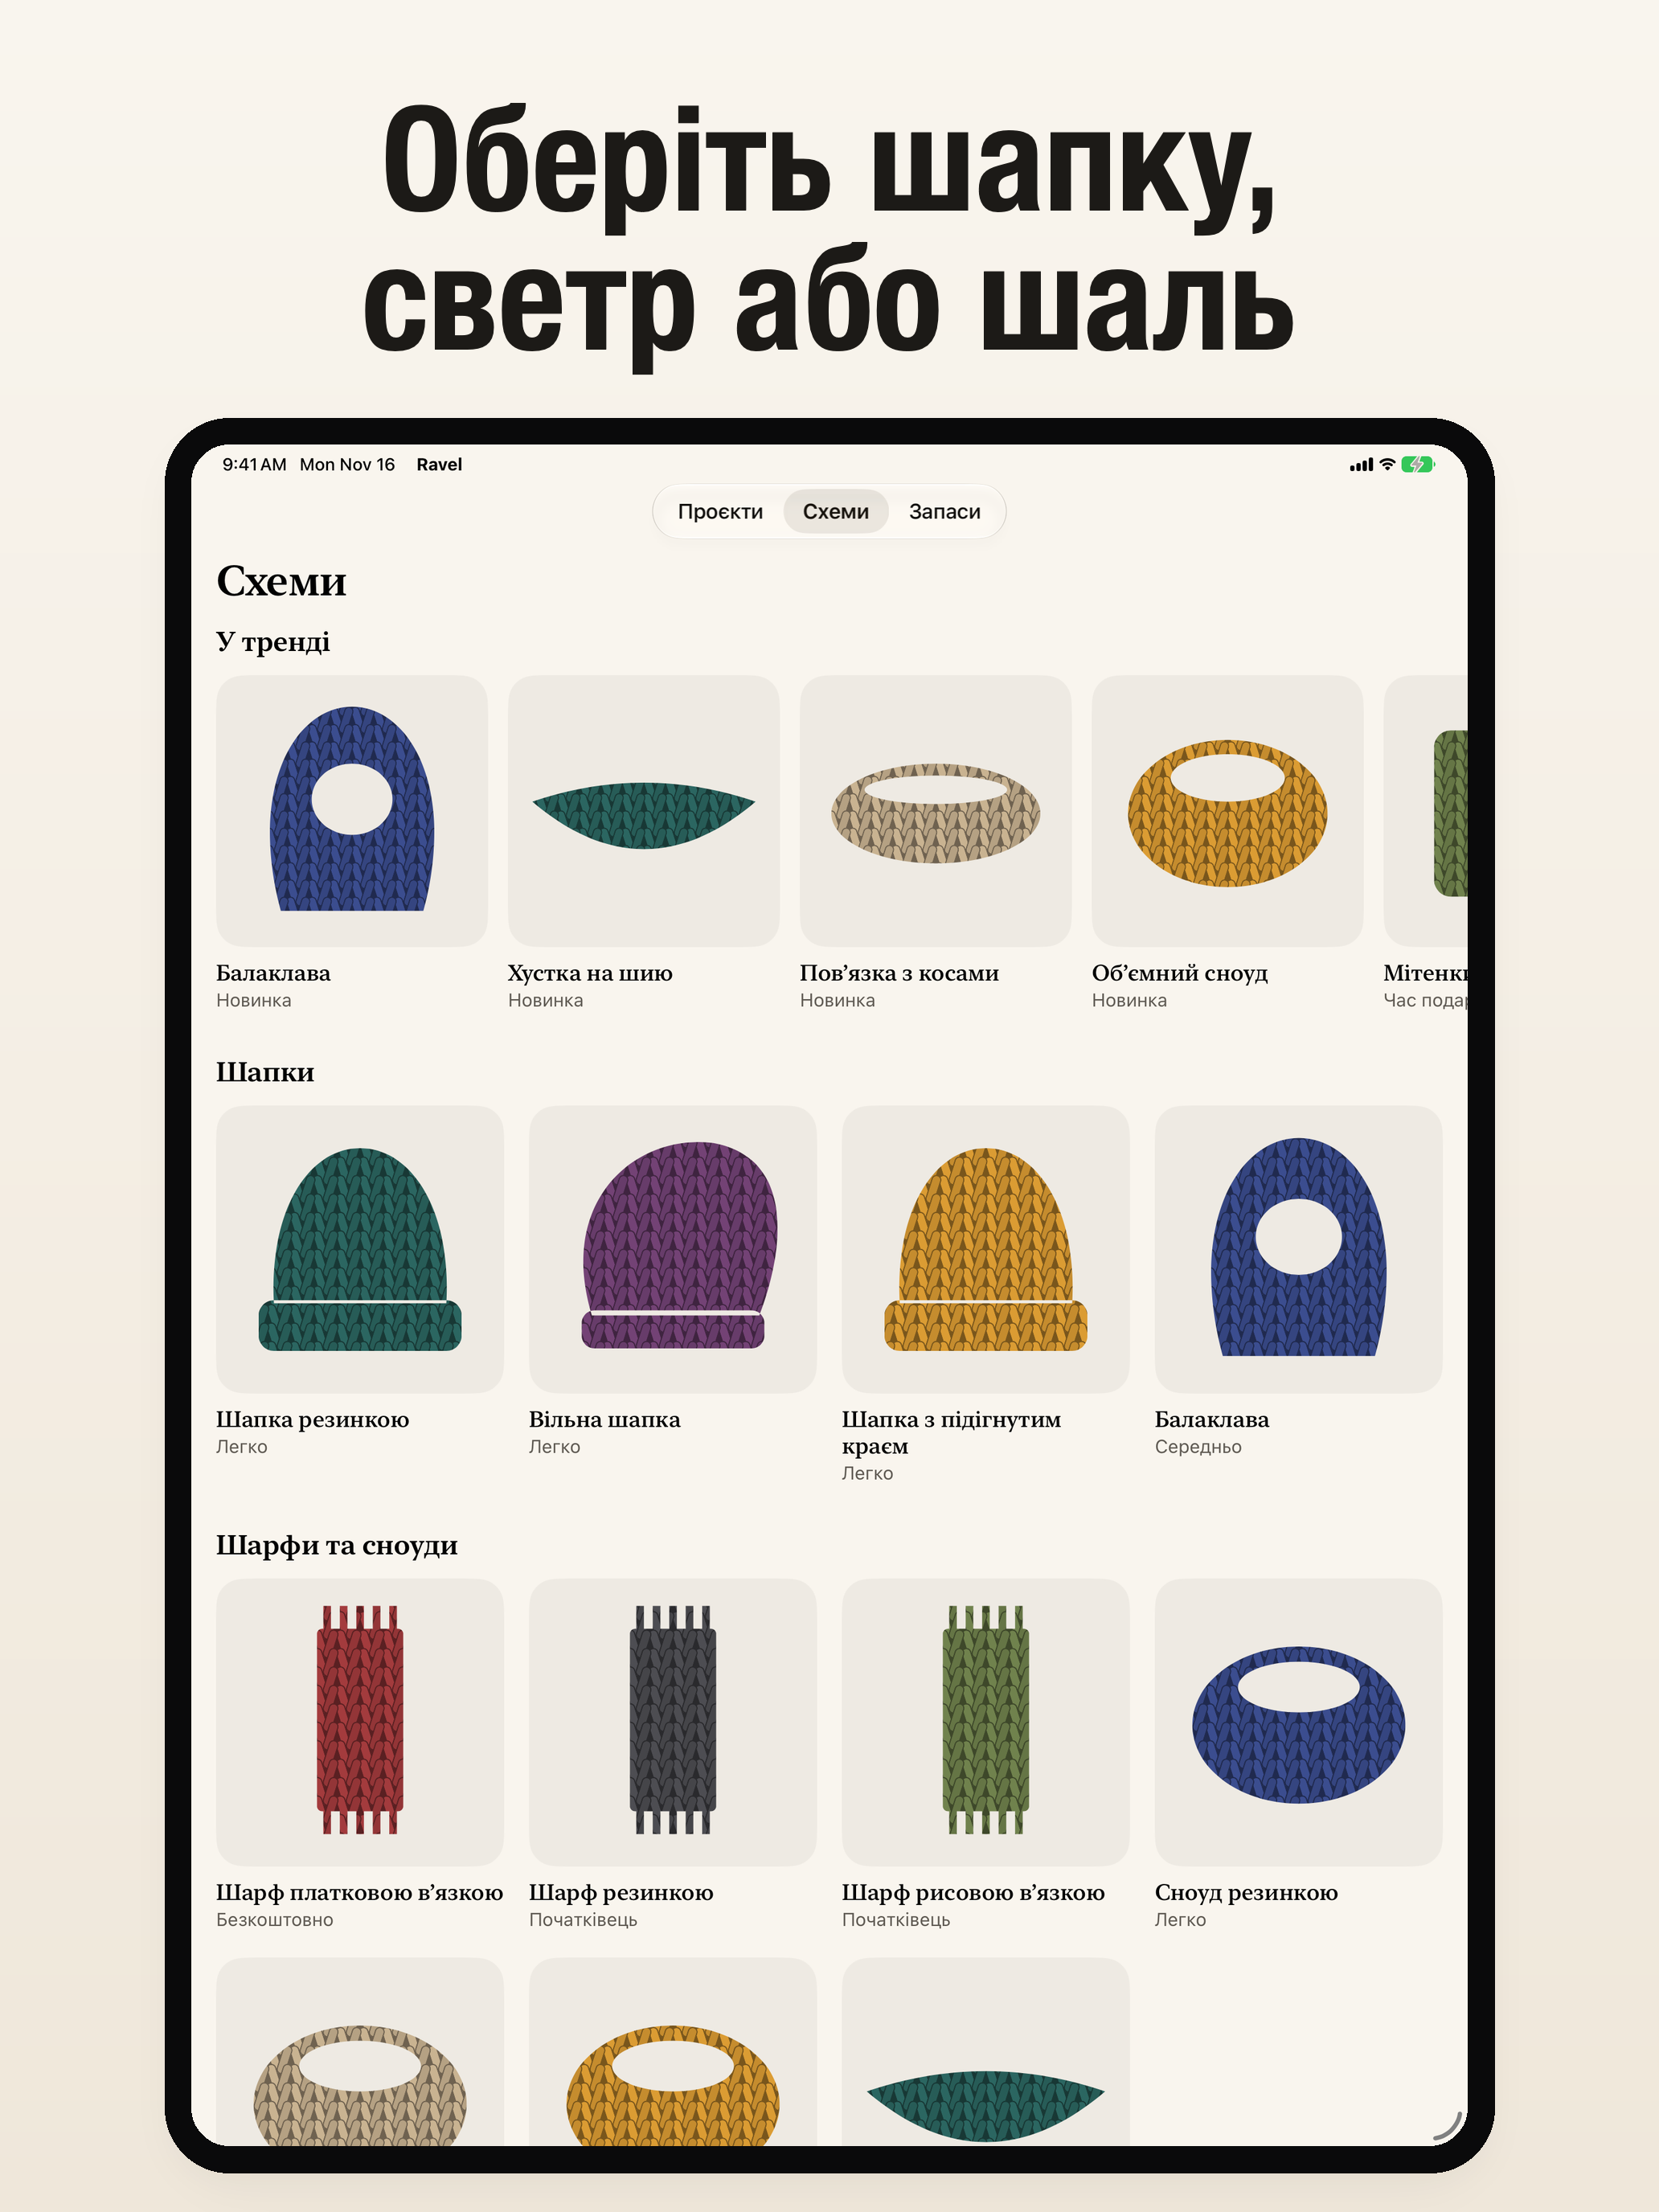 Оберіть шапку,
светр або шаль
9:41 AM Mon Nov 16 Ravel
Проєкти Схеми Запаси
Схеми
У тренді
Балаклава
Новинка
Хустка на шию
Новинка
Пов’язка з косами
Новинка
Об’ємний сноуд
Новинка
Мітенки
Час
Шапки
Шапка резинкою
Легко
Вільна шапка
Легко
Шапка з підігнутим
краєм
Легко
Балаклава
Середньо
Шарфи та сноуди
Шарф платковою в’язкою
Безкоштовно
Шарф резинкою
Початківець
Шарф рисовою в’язкою
Початківець
Сноуд резинкою
Легко